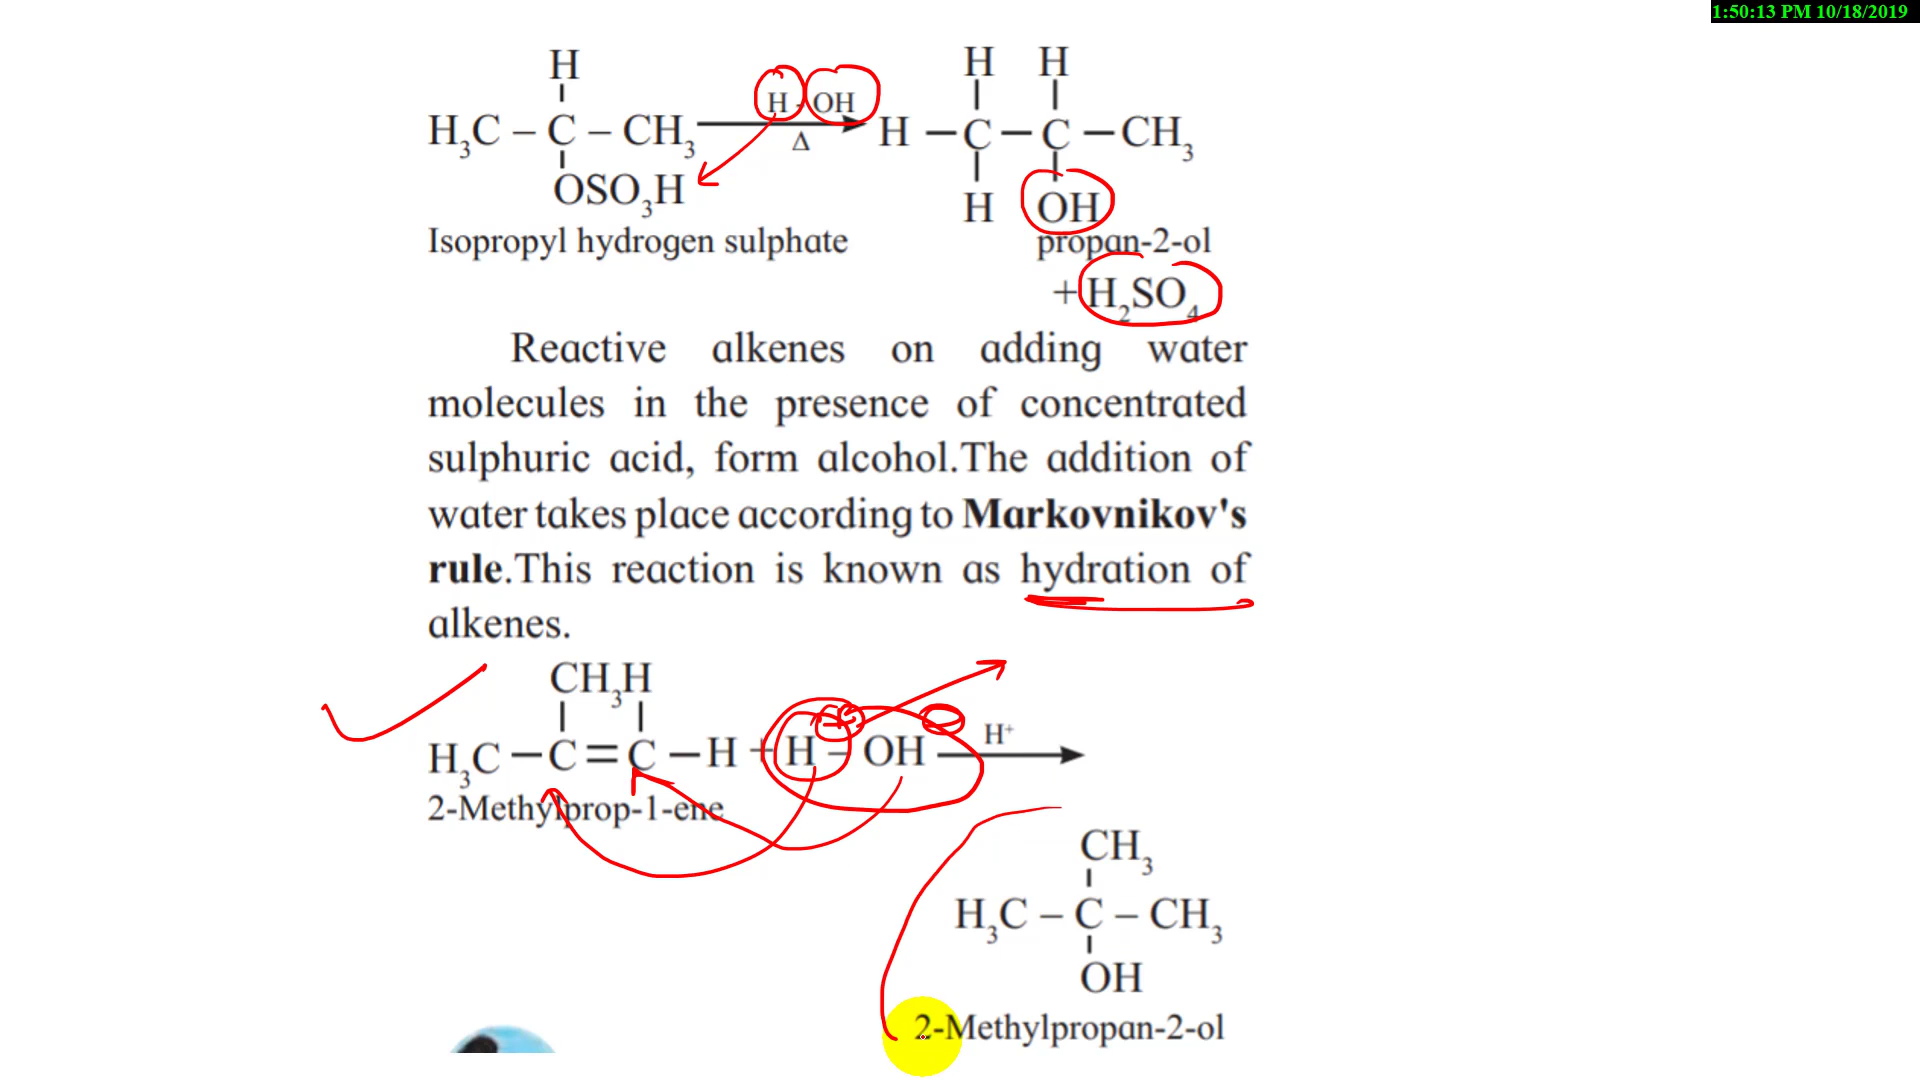 1:50:13 PM 10/18/2019
H H H
H - OH
H₃C – C – CH₃ H – C – C – CH₃
Δ
OSO₃H H OH
Isopropyl hydrogen sulphate propan-2-ol
+ H₂SO₄
Reactive alkenes on adding water
molecules in the presence of concentrated
sulphuric acid, form alcohol.The addition of
water takes place according to Markovnikov's
rule.This reaction is known as hydration of
alkenes.
CH₃H
H₃C – C = C – H + H – OH H⁺
2-Methylprop-1-ene
CH₃
H₃C – C – CH₃
OH
2-Methylpropan-2-ol